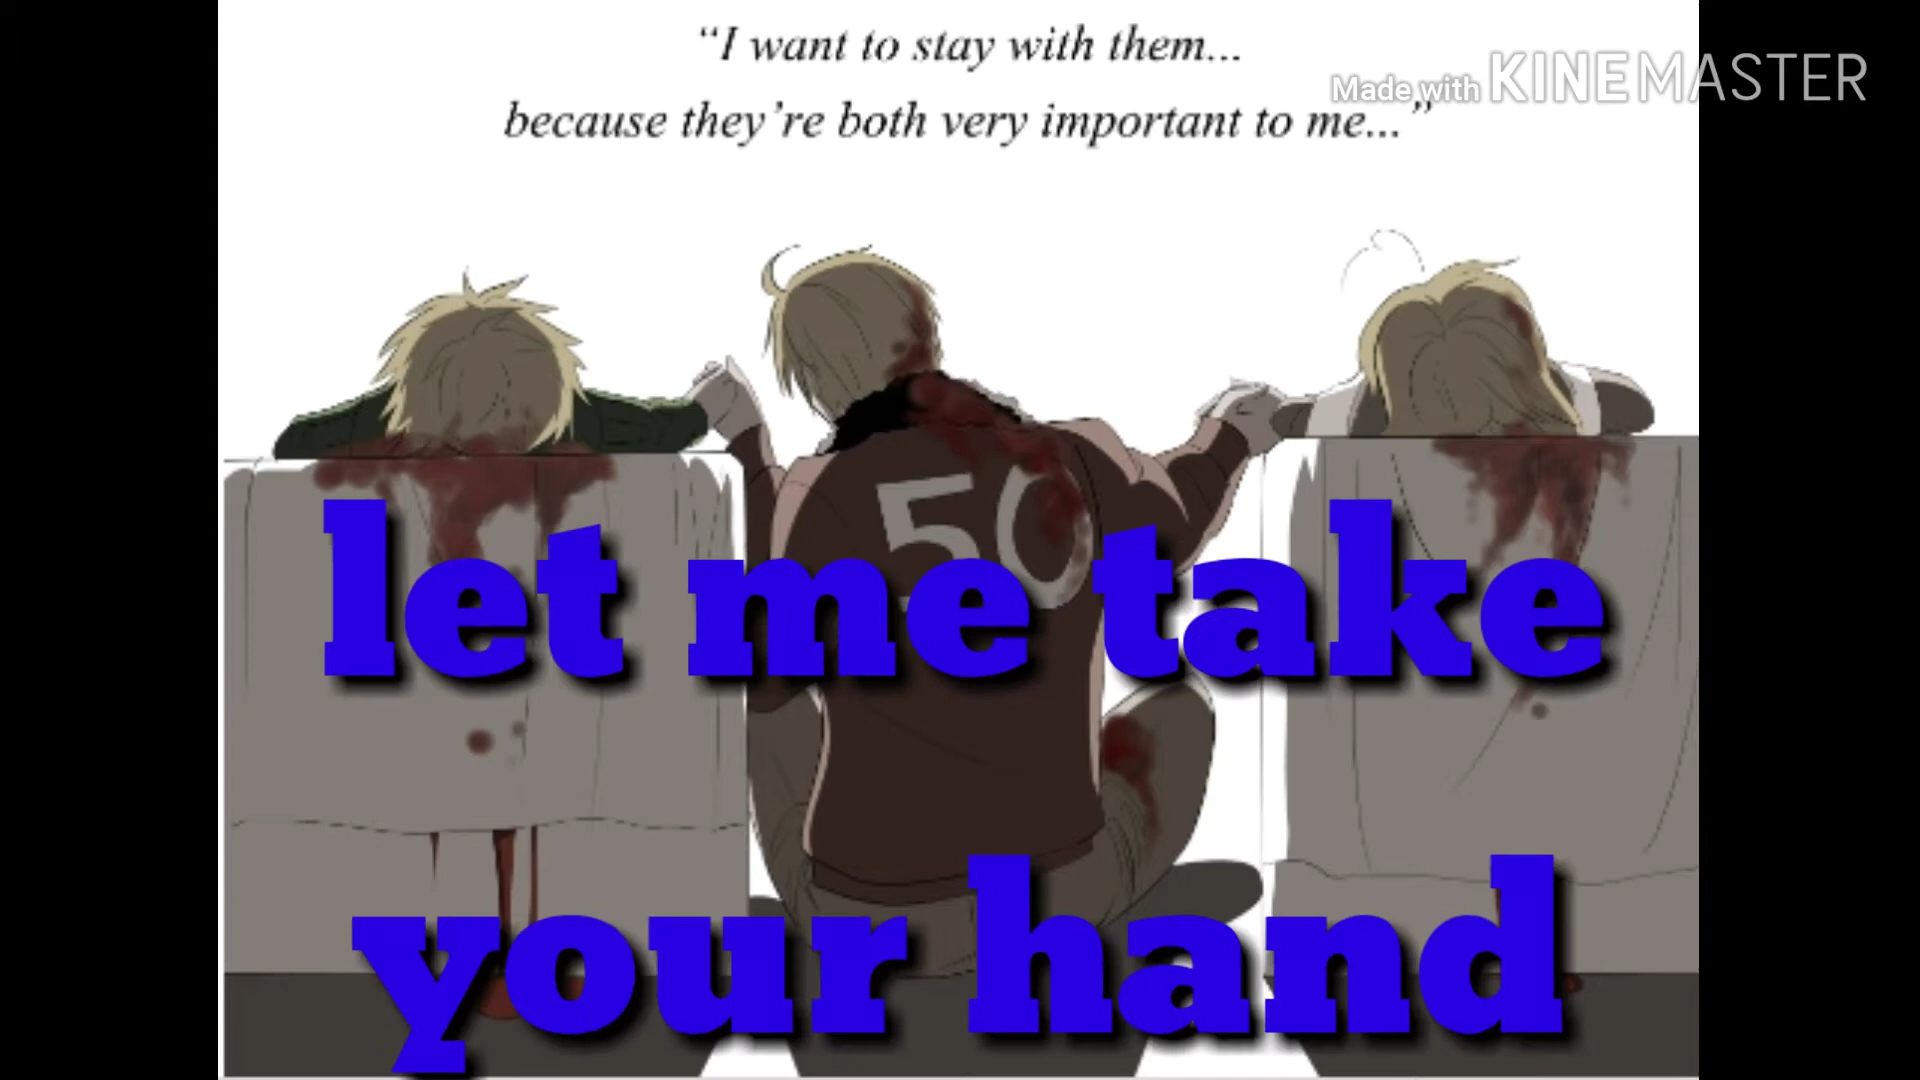 “I want to stay with them...
because they’re both very important to me...”
Made with KINEMASTER
50
let me take
your hand